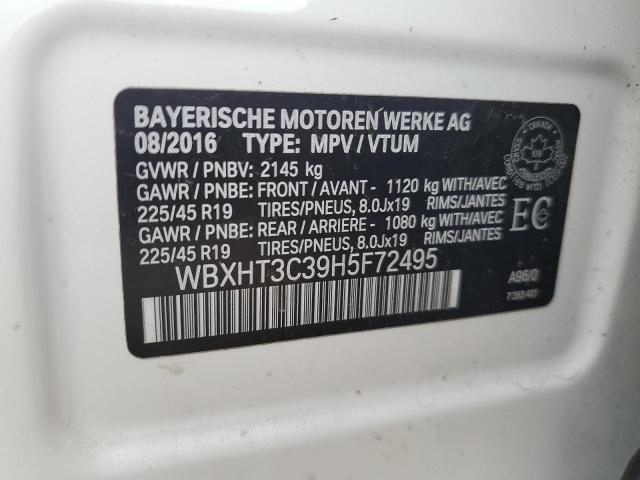 BAYERISCHE MOTOREN WERKE AG
08/2016 TYPE: MPV / VTUM
GVWR / PNBV: 2145 kg
GAWR / PNBE: FRONT / AVANT - 1120 kg WITH/AVEC
225/45 R19 TIRES/PNEUS, 8.0Jx19 RIMS/JANTES
GAWR / PNBE: REAR / ARRIERE - 1080 kg WITH/AVEC
225/45 R19 TIRES/PNEUS, 8.0Jx19 RIMS/JANTES
WBXHT3C39H5F72495
CANADA
EC
A96/0